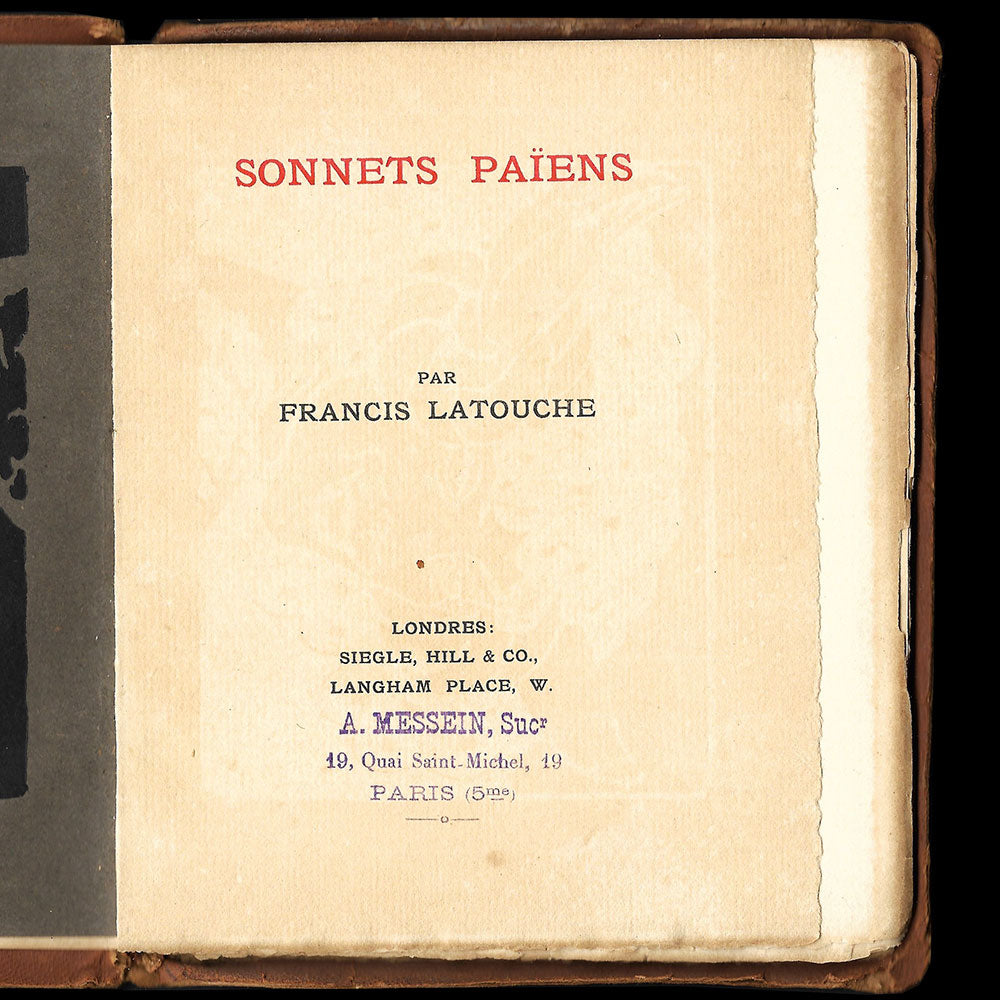 SONNETS PAÏENS
PAR
FRANCIS LATOUCHE
LONDRES:
SIEGLE, HILL & CO.,
LANGHAM PLACE, W.
A. MESSEIN, Sucr
19, Quai Saint-Michel, 19
PARIS (5me)